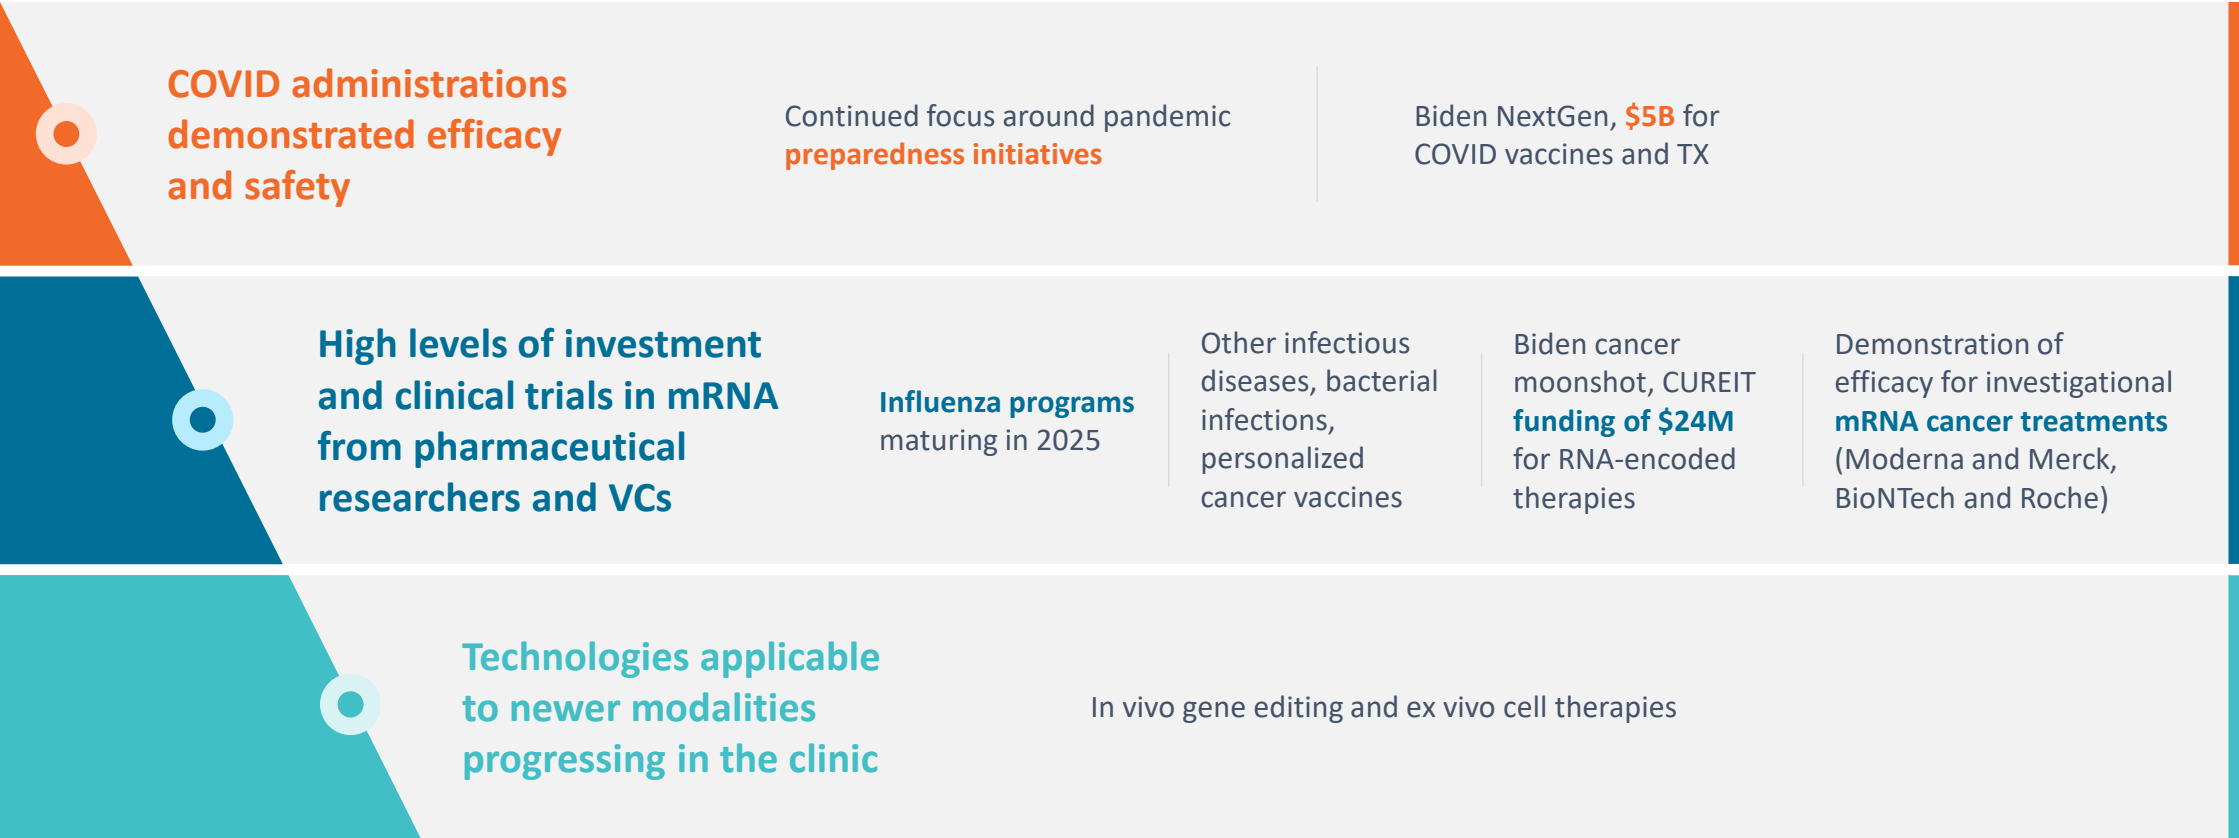 COVID administrations
demonstrated efficacy
and safety
Continued focus around pandemic
preparedness initiatives
Biden NextGen, $5B for
COVID vaccines and TX
High levels of investment
and clinical trials in mRNA
from pharmaceutical
researchers and VCs
Influenza programs
maturing in 2025
Other infectious
diseases, bacterial
infections,
personalized
cancer vaccines
Biden cancer
moonshot, CUREIT
funding of $24M
for RNA-encoded
therapies
Demonstration of
efficacy for investigational
mRNA cancer treatments
(Moderna and Merck,
BioNTech and Roche)
Technologies applicable
to newer modalities
progressing in the clinic
In vivo gene editing and ex vivo cell therapies